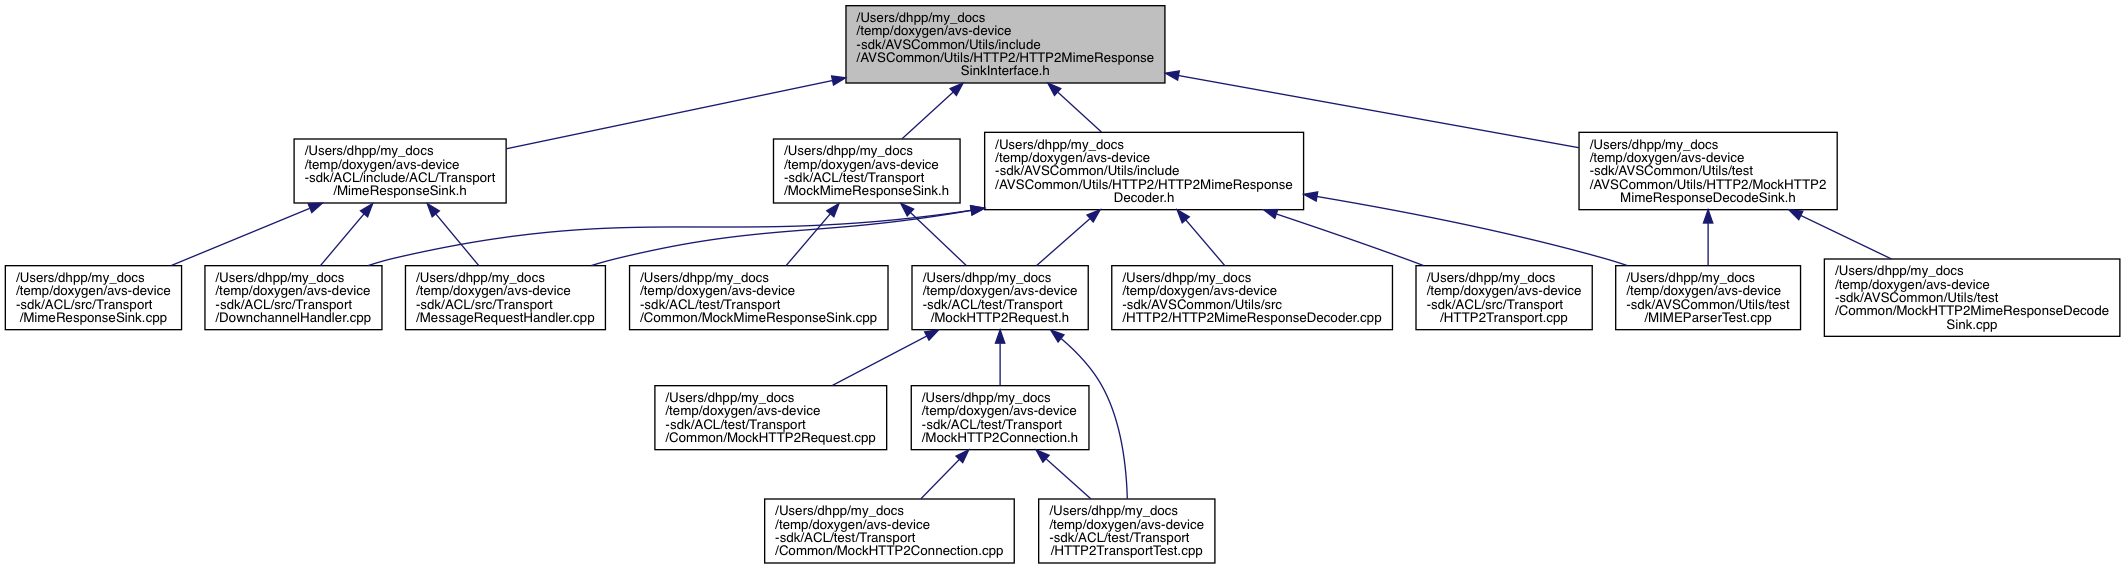 /Users/dhpp/my_docs
/temp/doxygen/avs-device
-sdk/AVSCommon/Utils/include
/AVSCommon/Utils/HTTP2/HTTP2MimeResponse
SinkInterface.h
/Users/dhpp/my_docs
/temp/doxygen/avs-device
-sdk/ACL/include/ACL/Transport
/MimeResponseSink.h
/Users/dhpp/my_docs
/temp/doxygen/avs-device
-sdk/ACL/test/Transport
/MockMimeResponseSink.h
/Users/dhpp/my_docs
/temp/doxygen/avs-device
-sdk/AVSCommon/Utils/include
/AVSCommon/Utils/HTTP2/HTTP2MimeResponse
Decoder.h
/Users/dhpp/my_docs
/temp/doxygen/avs-device
-sdk/AVSCommon/Utils/test
/AVSCommon/Utils/HTTP2/MockHTTP2
MimeResponseDecodeSink.h
/Users/dhpp/my_docs
/temp/doxygen/avs-device
-sdk/ACL/src/Transport
/MimeResponseSink.cpp
/Users/dhpp/my_docs
/temp/doxygen/avs-device
-sdk/ACL/src/Transport
/DownchannelHandler.cpp
/Users/dhpp/my_docs
/temp/doxygen/avs-device
-sdk/ACL/src/Transport
/MessageRequestHandler.cpp
/Users/dhpp/my_docs
/temp/doxygen/avs-device
-sdk/ACL/test/Transport
/Common/MockMimeResponseSink.cpp
/Users/dhpp/my_docs
/temp/doxygen/avs-device
-sdk/ACL/test/Transport
/MockHTTP2Request.h
/Users/dhpp/my_docs
/temp/doxygen/avs-device
-sdk/AVSCommon/Utils/src
/HTTP2/HTTP2MimeResponseDecoder.cpp
/Users/dhpp/my_docs
/temp/doxygen/avs-device
-sdk/ACL/src/Transport
/HTTP2Transport.cpp
/Users/dhpp/my_docs
/temp/doxygen/avs-device
-sdk/AVSCommon/Utils/test
/MIMEParserTest.cpp
/Users/dhpp/my_docs
/temp/doxygen/avs-device
-sdk/AVSCommon/Utils/test
/Common/MockHTTP2MimeResponseDecode
Sink.cpp
/Users/dhpp/my_docs
/temp/doxygen/avs-device
-sdk/ACL/test/Transport
/Common/MockHTTP2Request.cpp
/Users/dhpp/my_docs
/temp/doxygen/avs-device
-sdk/ACL/test/Transport
/MockHTTP2Connection.h
/Users/dhpp/my_docs
/temp/doxygen/avs-device
-sdk/ACL/test/Transport
/Common/MockHTTP2Connection.cpp
/Users/dhpp/my_docs
/temp/doxygen/avs-device
-sdk/ACL/test/Transport
/HTTP2TransportTest.cpp